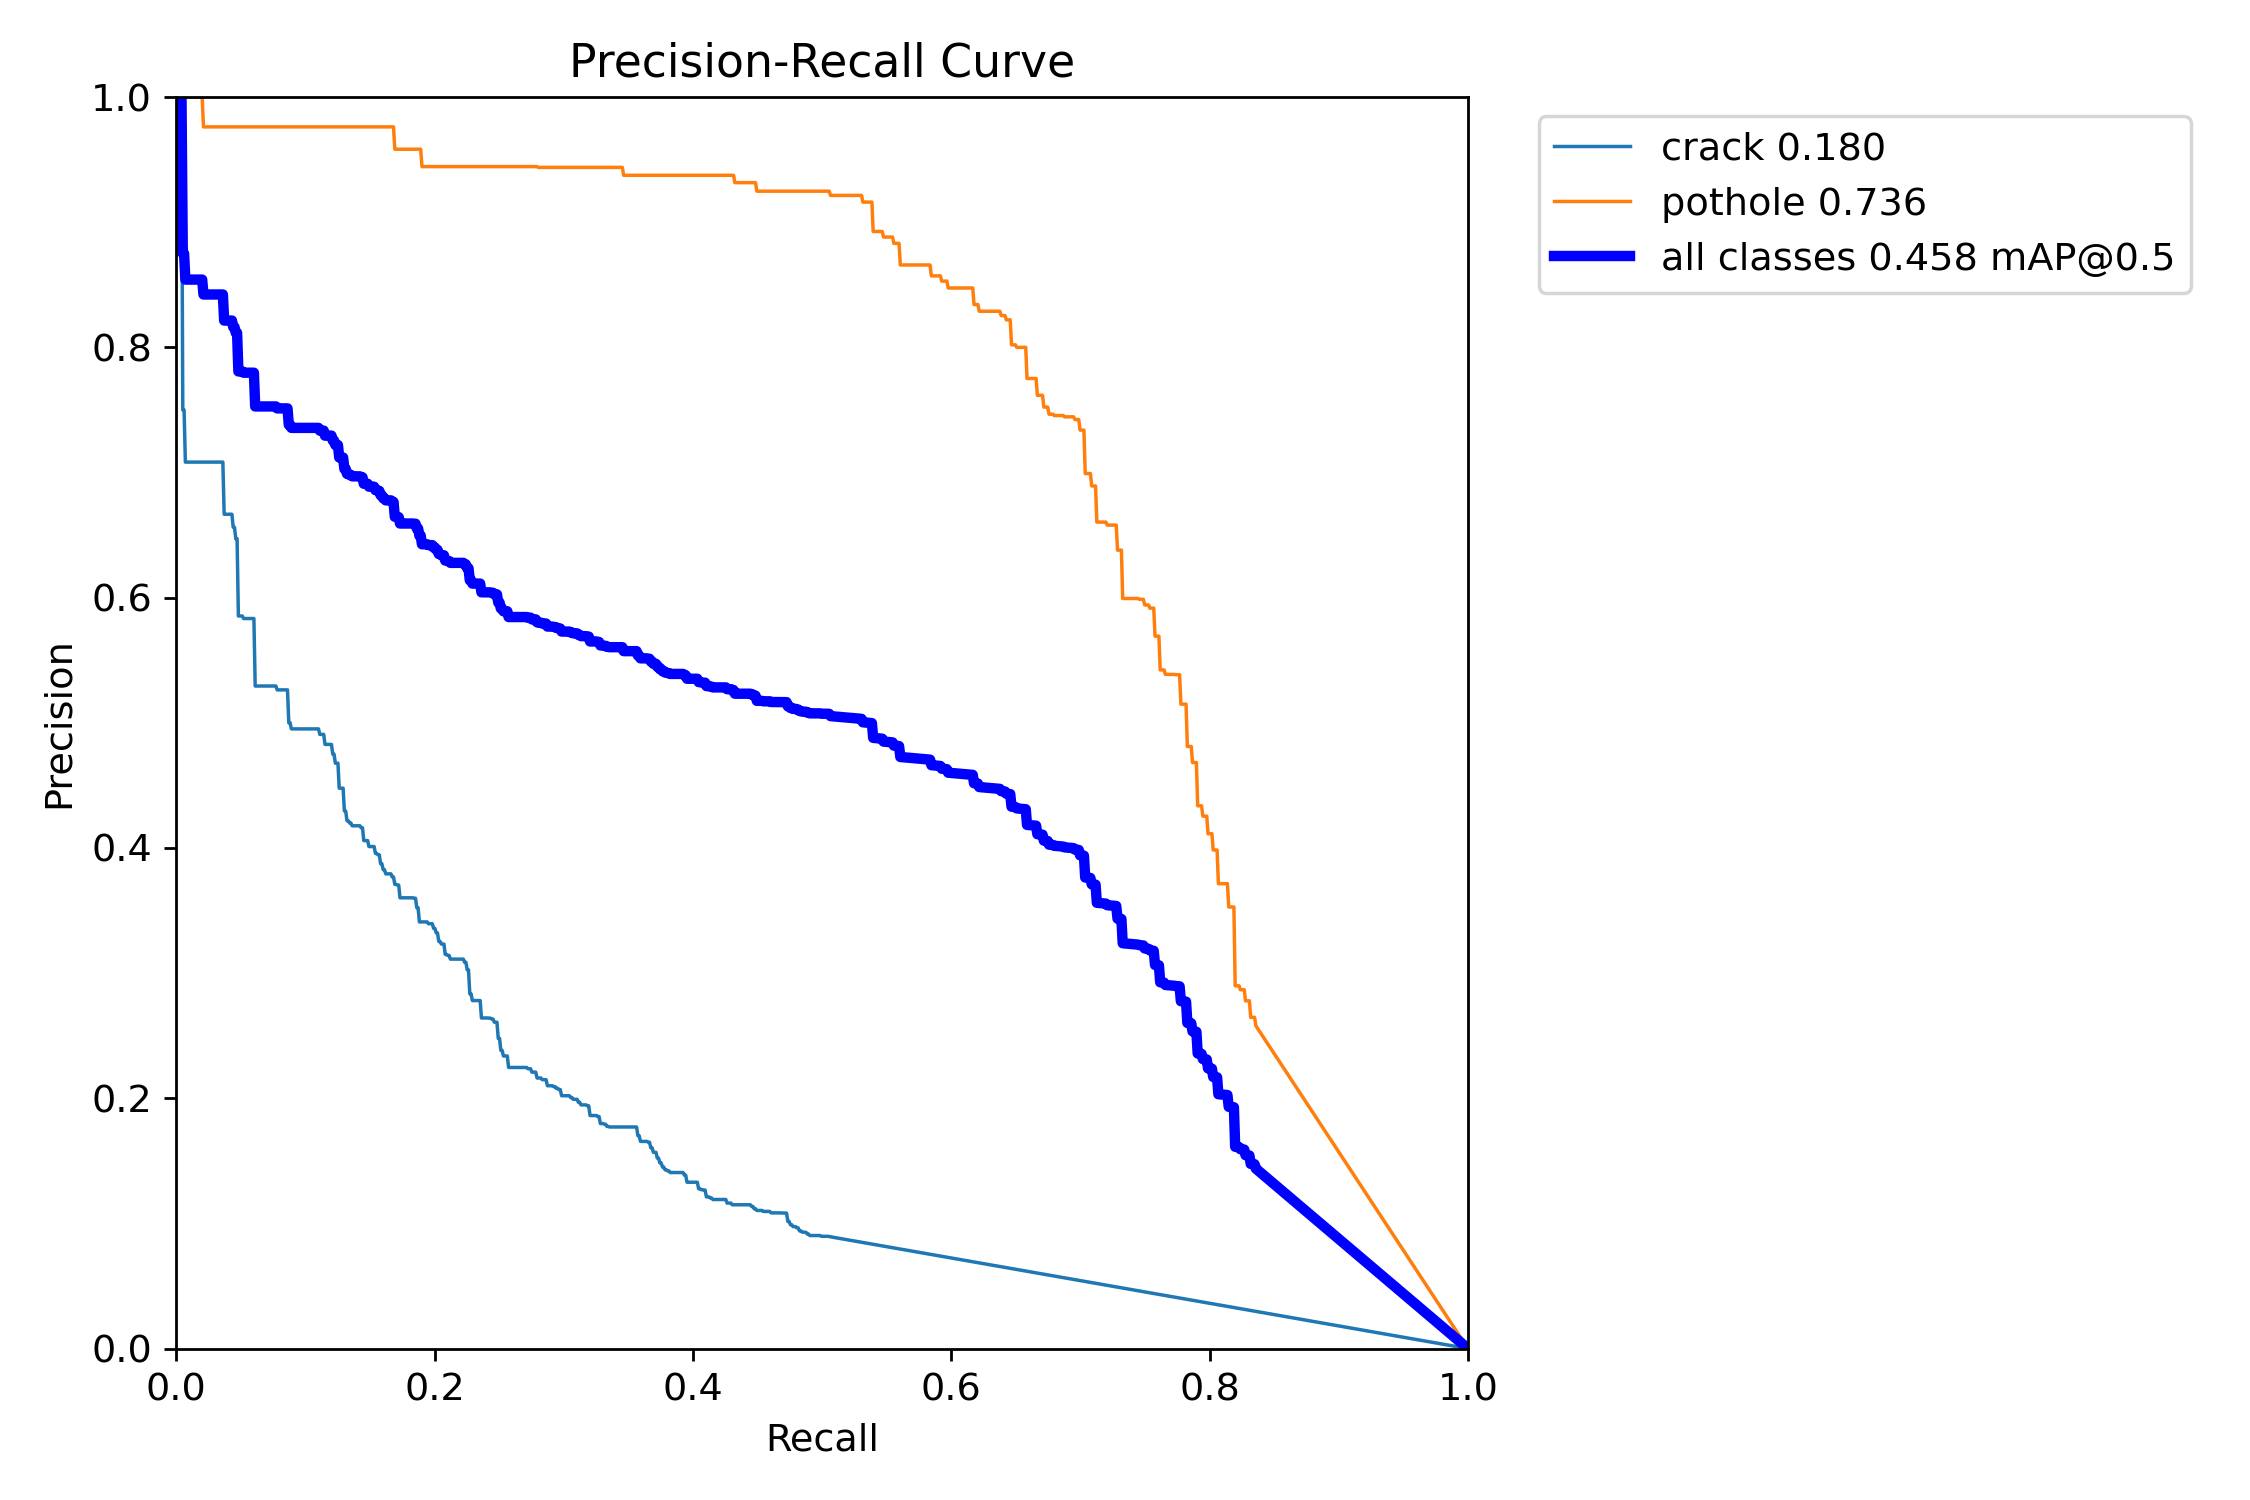 Precision-Recall Curve
crack 0.180
pothole 0.736
all classes 0.458 mAP@0.5
Precision
1.0
0.8
0.6
0.4
0.2
0.0
0.0 0.2 0.4 0.6 0.8 1.0
Recall